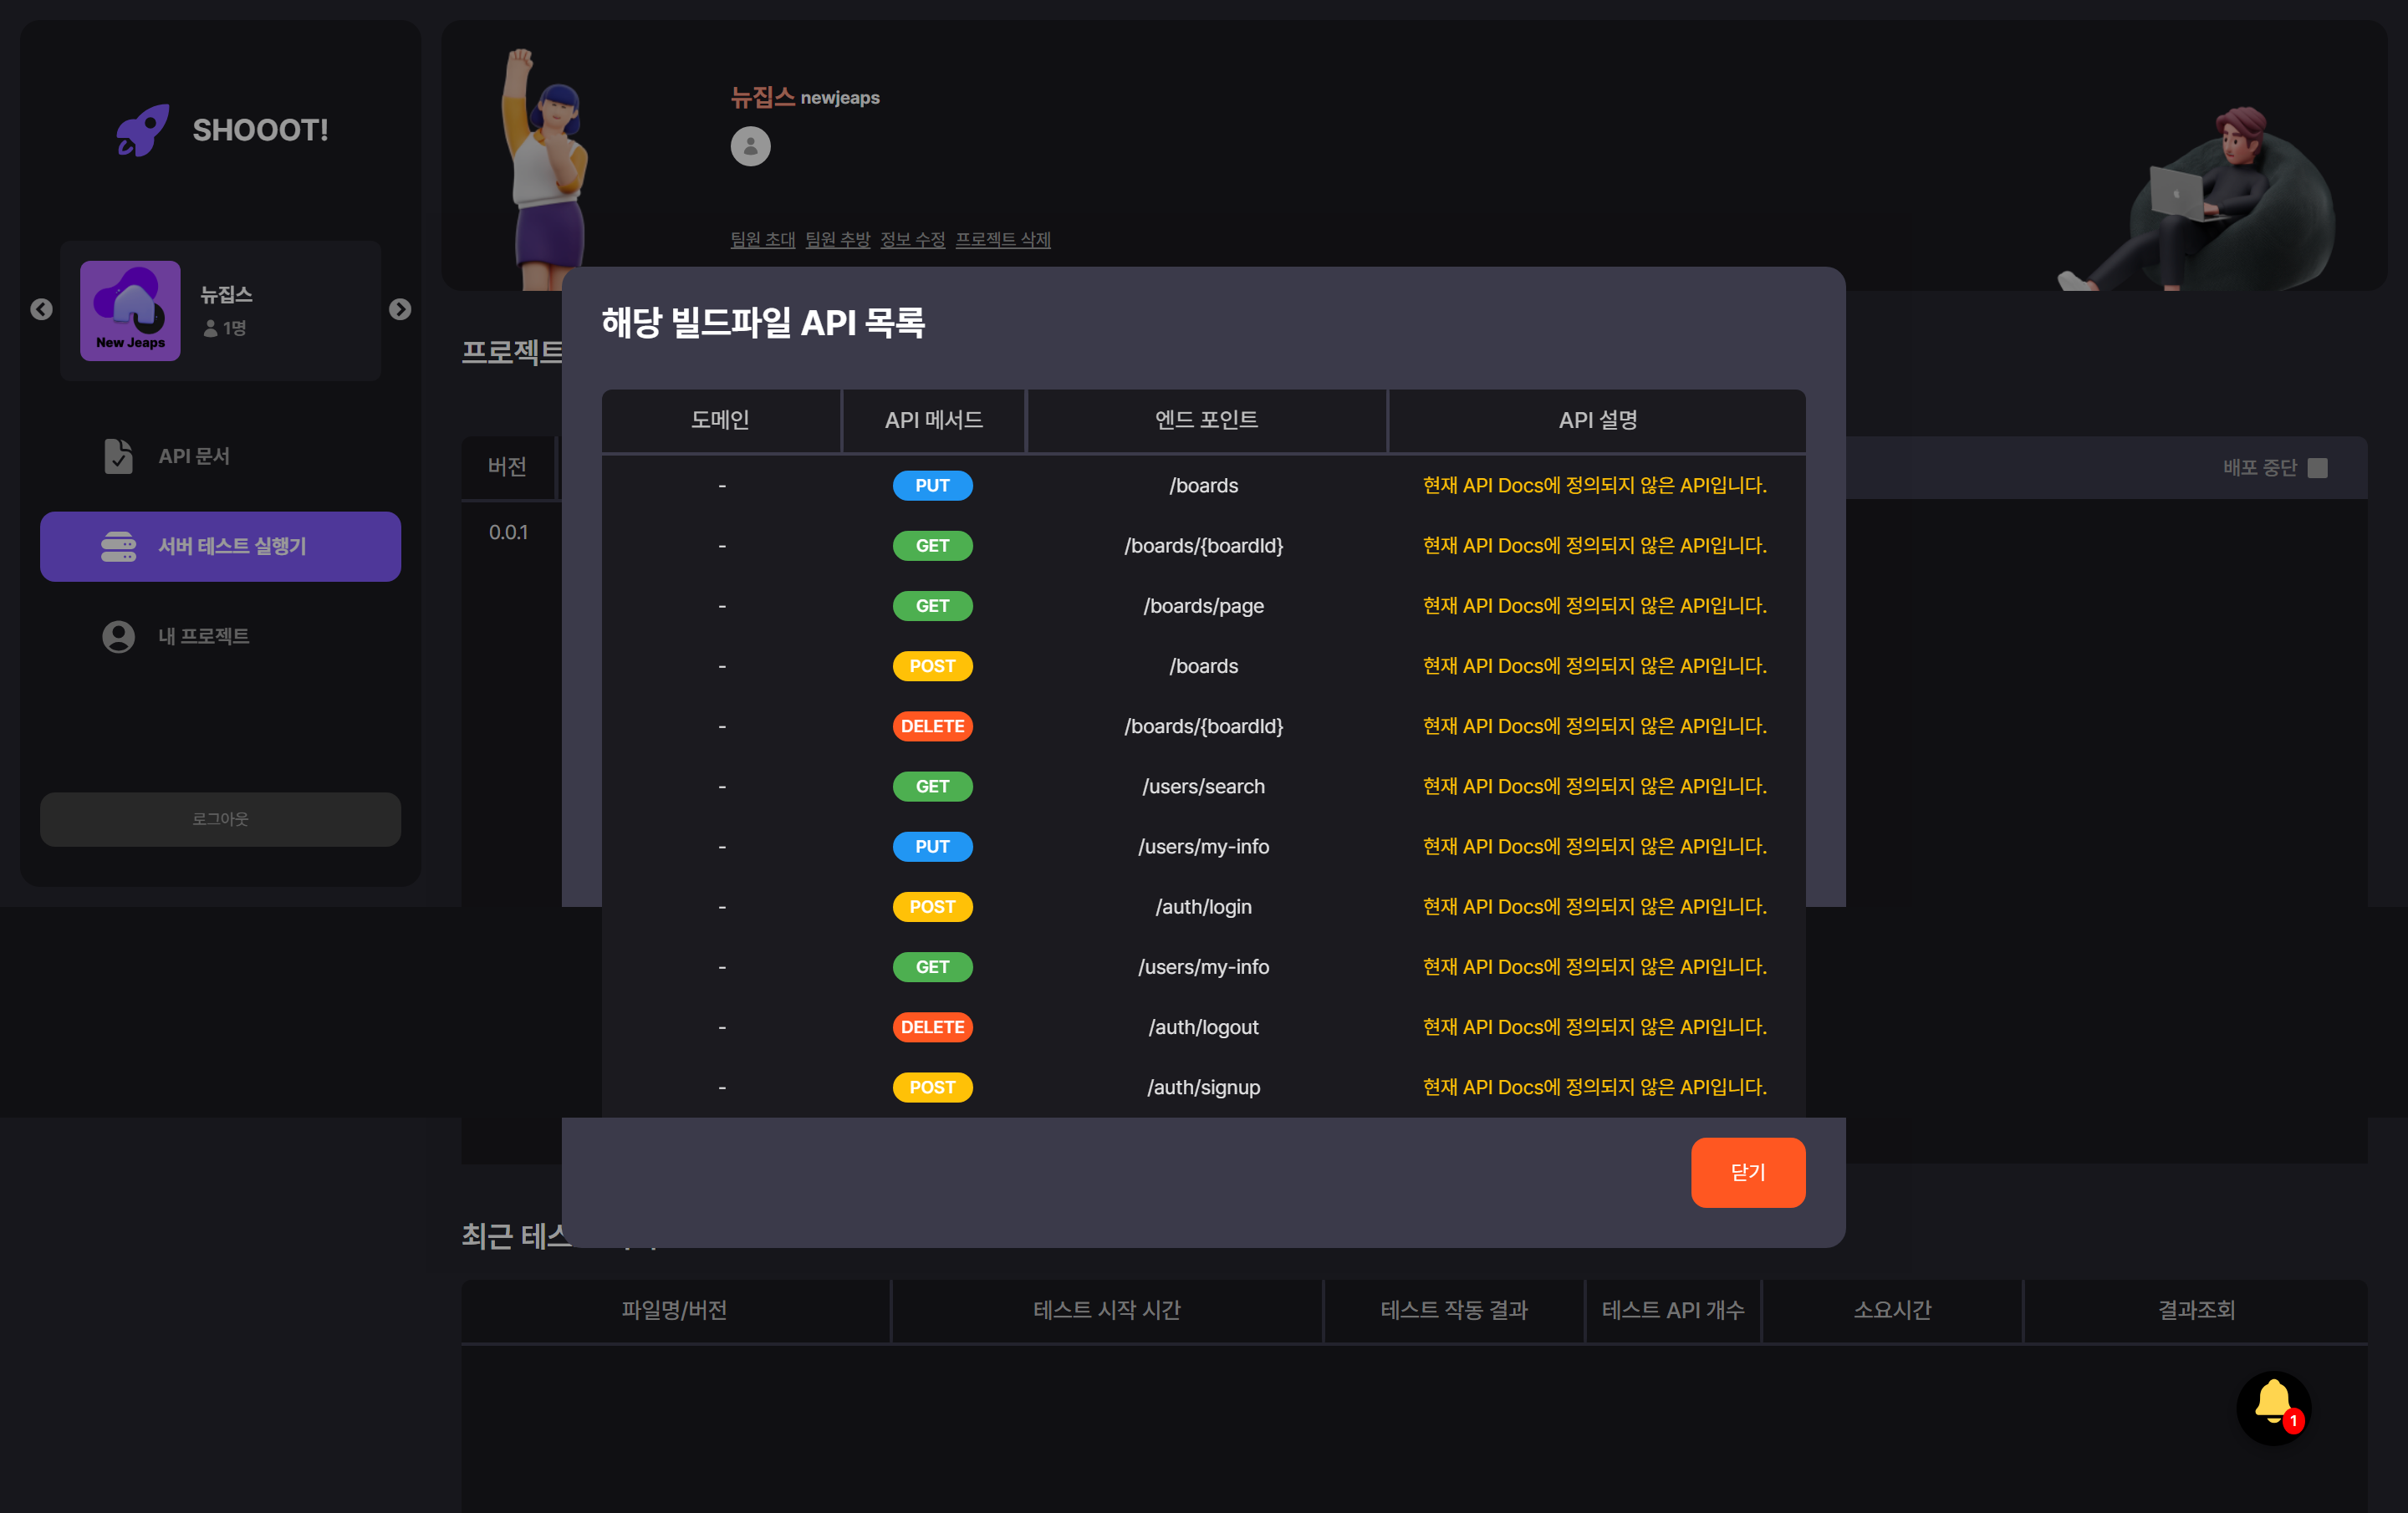 SHOOOT!
New Jeaps
뉴집스
1명
API 문서
서버 테스트 실행기
내 프로젝트
로그아웃
뉴집스 newjeaps
팀원 초대 팀원 추방 정보 수정 프로젝트 삭제
프로젝트
버전
배포 중단
0.0.1
해당 빌드파일 API 목록
도메인 API 메서드 엔드 포인트 API 설명
- PUT /boards 현재 API Docs에 정의되지 않은 API입니다.
- GET /boards/{boardId} 현재 API Docs에 정의되지 않은 API입니다.
- GET /boards/page 현재 API Docs에 정의되지 않은 API입니다.
- POST /boards 현재 API Docs에 정의되지 않은 API입니다.
- DELETE /boards/{boardId} 현재 API Docs에 정의되지 않은 API입니다.
- GET /users/search 현재 API Docs에 정의되지 않은 API입니다.
- PUT /users/my-info 현재 API Docs에 정의되지 않은 API입니다.
- POST /auth/login 현재 API Docs에 정의되지 않은 API입니다.
- GET /users/my-info 현재 API Docs에 정의되지 않은 API입니다.
- DELETE /auth/logout 현재 API Docs에 정의되지 않은 API입니다.
- POST /auth/signup 현재 API Docs에 정의되지 않은 API입니다.
닫기
최근
파일명/버전 테스트 시작 시간 테스트 작동 결과 테스트 API 개수 소요시간 결과조회
1